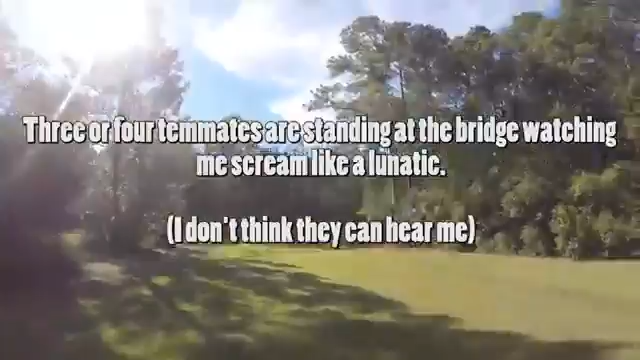 Three or four temmates are standing at the bridge watching
me scream like a lunatic.
(I don't think they can hear me)